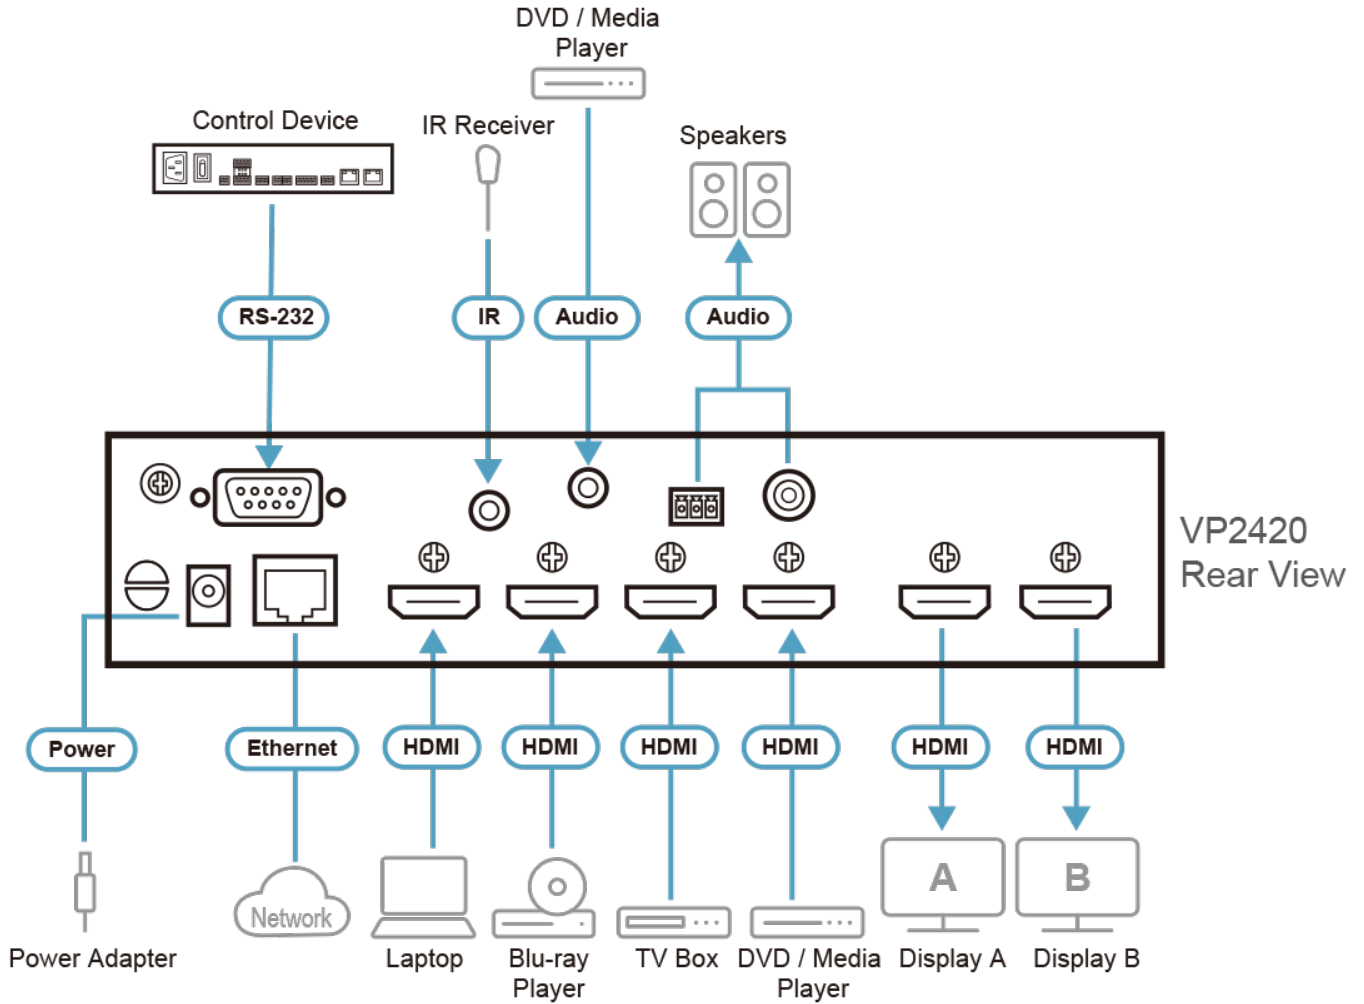 DVD / Media
Player
Control Device
IR Receiver
Speakers
RS-232
IR
Audio
Audio
VP2420
Rear View
Power
Ethernet
HDMI
HDMI
HDMI
HDMI
HDMI
HDMI
A
B
Network
Power Adapter
Laptop
Blu-ray
Player
TV Box
DVD / Media
Player
Display A
Display B